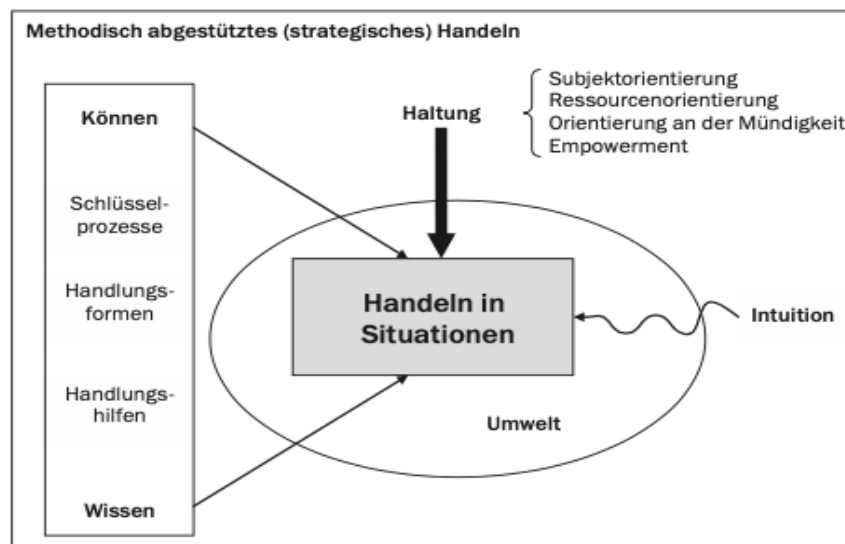 Methodisch abgestütztes (strategisches) Handeln
Können
Schlüssel-
prozesse
Handlungs-
formen
Handlungs-
hilfen
Wissen
Haltung
Subjektorientierung
Ressourcenorientierung
Orientierung an der Mündigkeit
Empowerment
Handeln in
Situationen
Intuition
Umwelt